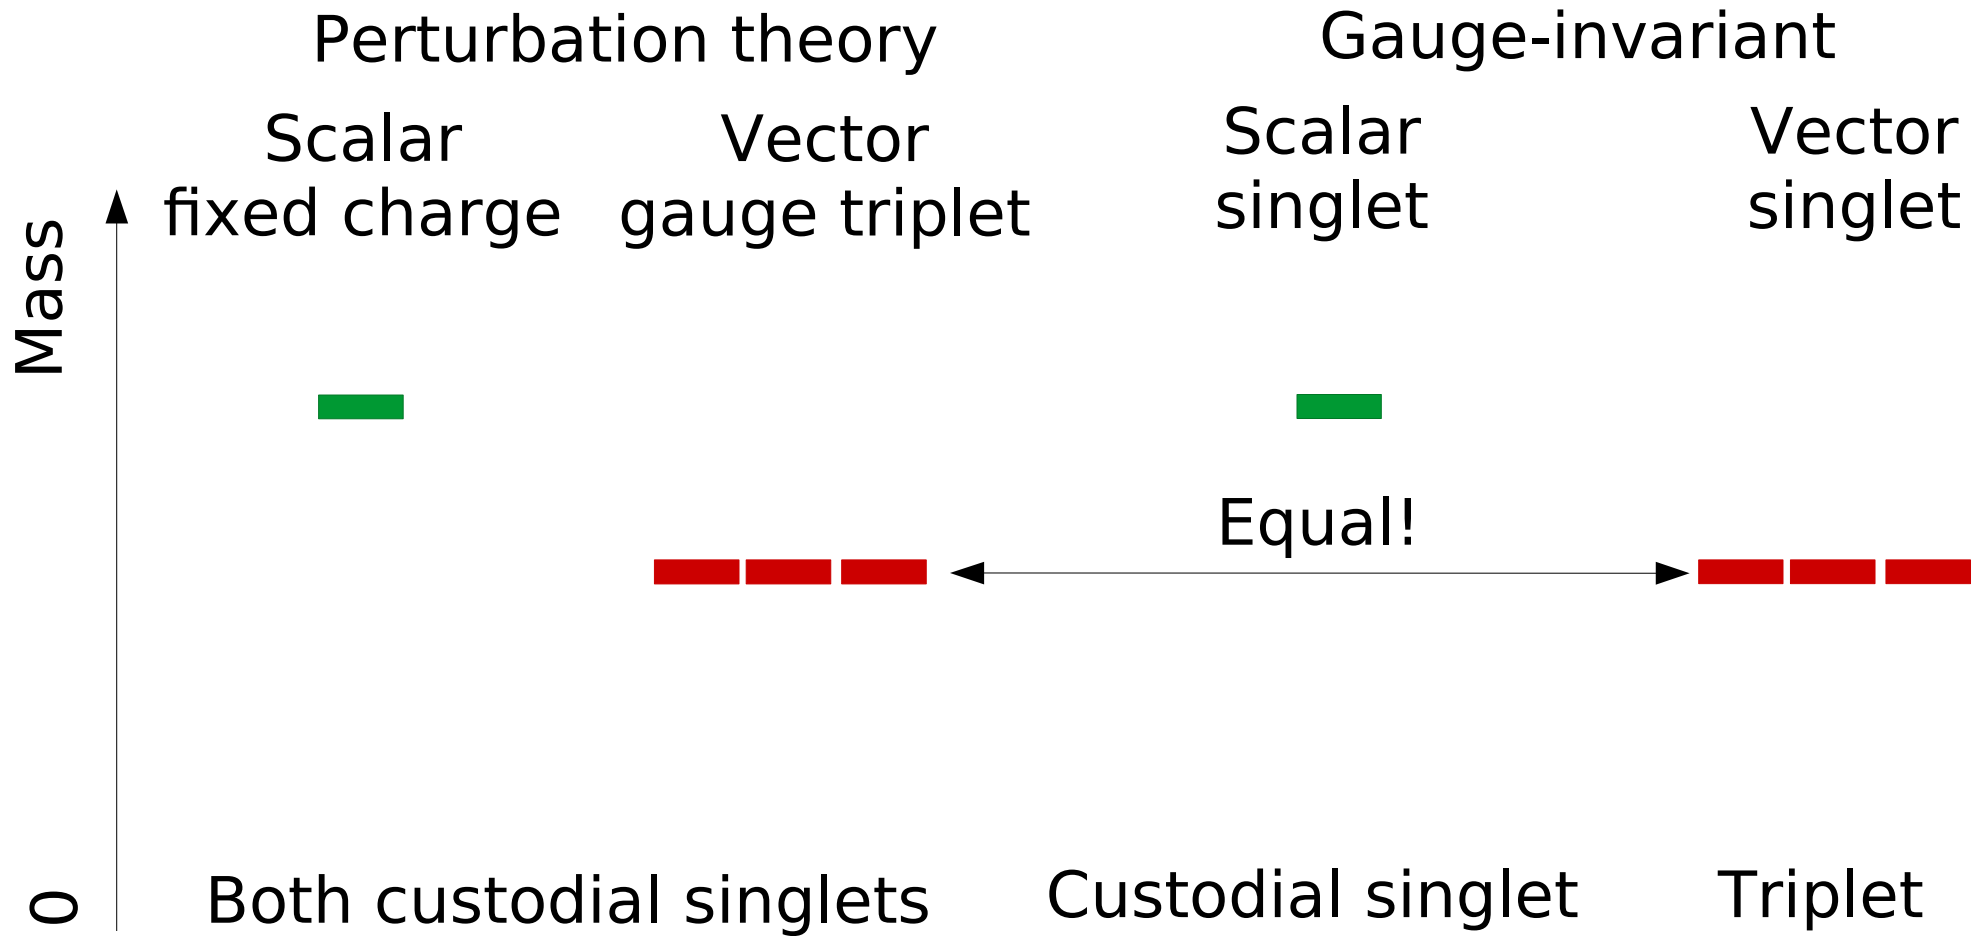 Perturbation theory
Gauge-invariant
Scalar
fixed charge
Vector
gauge triplet
Scalar
singlet
Vector
singlet
Mass
Equal!
0
Both custodial singlets
Custodial singlet
Triplet